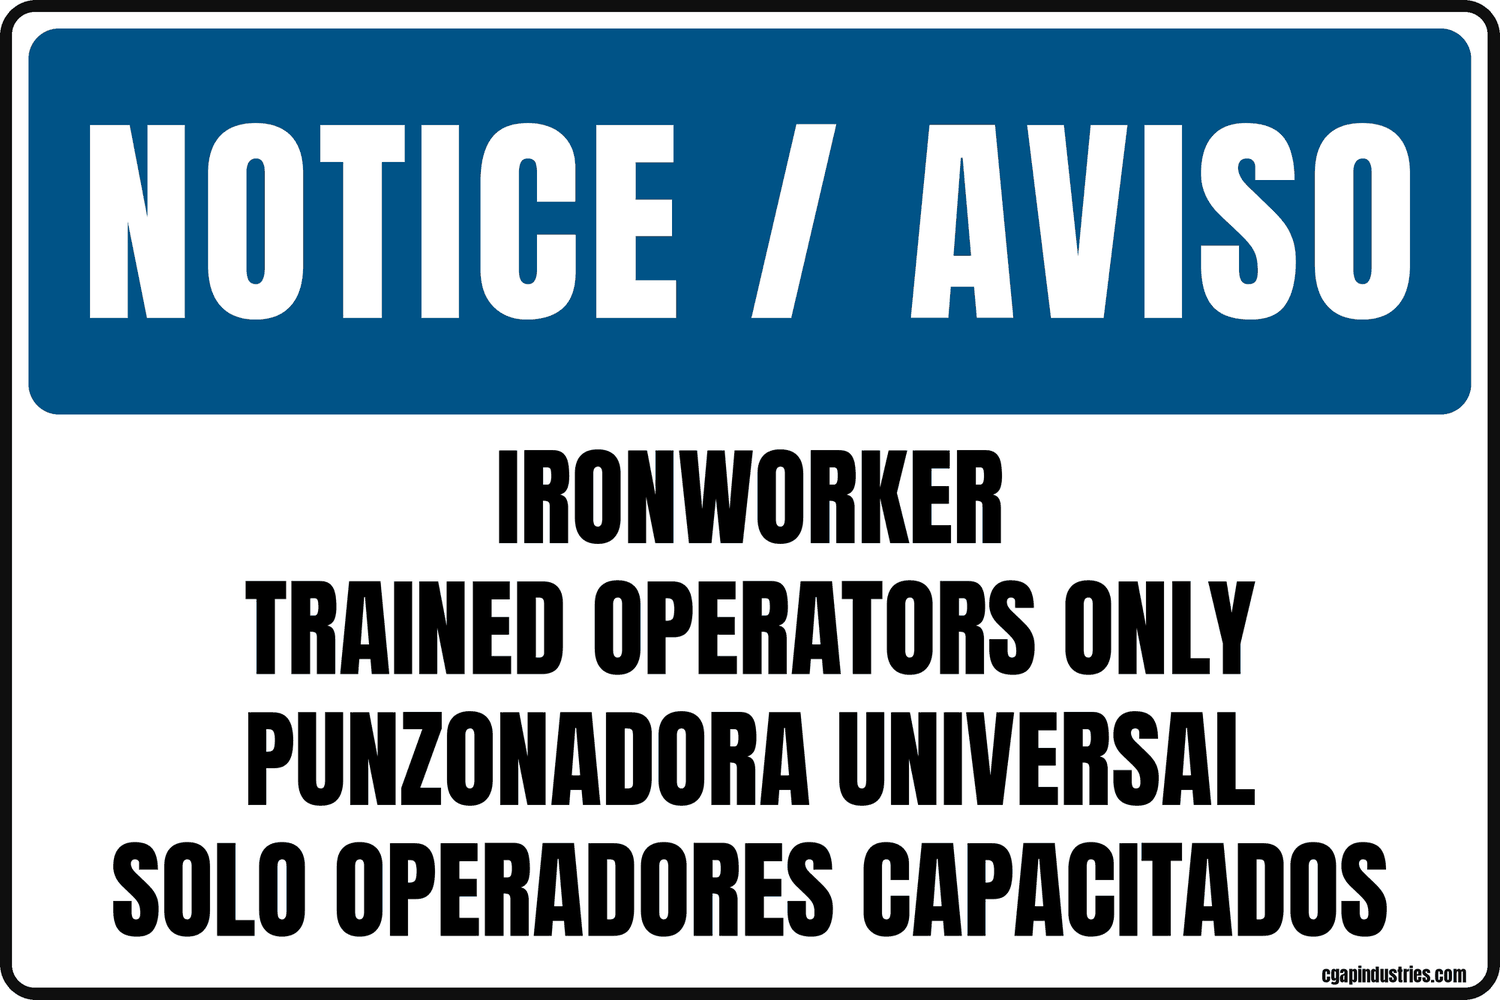 NOTICE / AVISO
IRONWORKER
TRAINED OPERATORS ONLY
PUNZONADORA UNIVERSAL
SOLO OPERADORES CAPACITADOS
cgapindustries.com